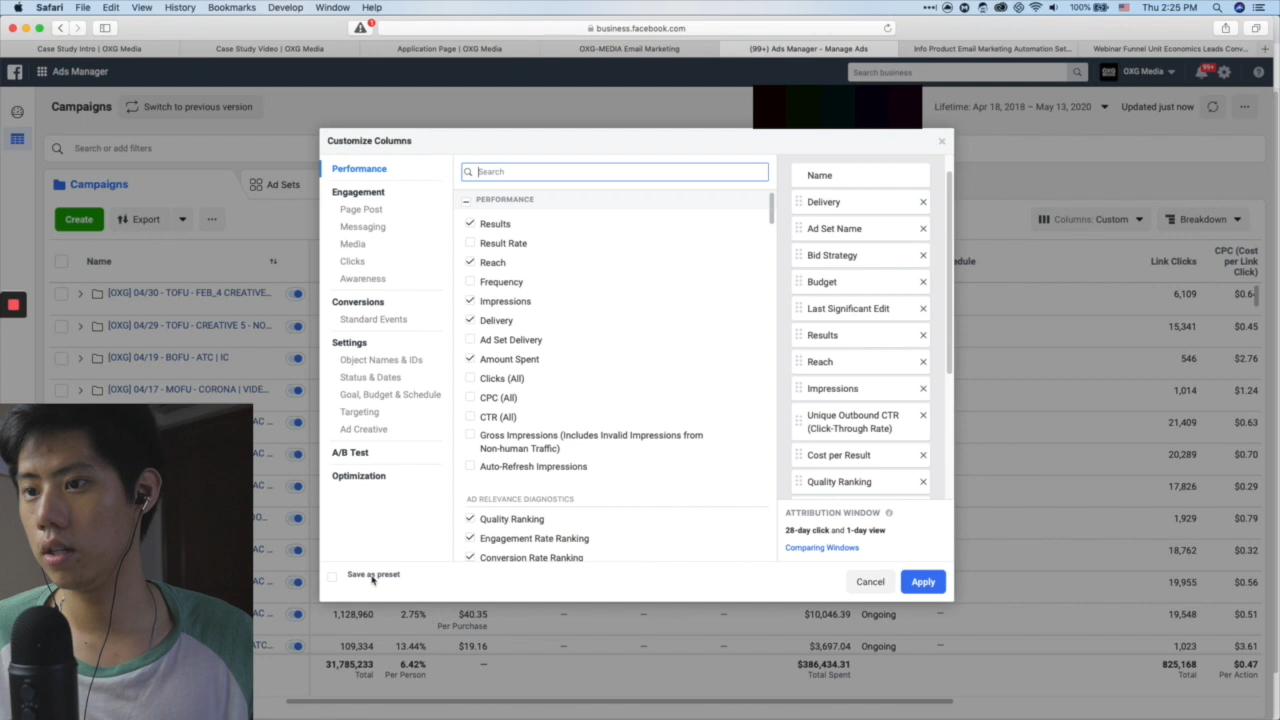 Safari File Edit View History Bookmarks Develop Window Help
100% Thu 2:25 PM
1
business.facebook.com
Case Study Intro | OXG Media
Case Study Video | OXG Media
Application Page | OXG Media
OXG-MEDIA Email Marketing
(99+) Ads Manager - Manage Ads
Info Product Email Marketing Automation Set...
Webinar Funnel Unit Economics Leads Conv...
Ads Manager
Search business
OXG
OXG Media
99+
Campaigns
Switch to previous version
Lifetime: Apr 18, 2018 – May 13, 2020
Updated just now
Search or add filters
Campaigns
Ad Sets
Create
Export
Columns: Custom
Breakdown
Name
edule
Link Clicks
CPC (Cost per Link Click)
[OXG] 04/30 - TOFU - FEB_4 CREATIVE...
6,109
$0.6
[OXG] 04/29 - TOFU - CREATIVE 5 - NO...
15,341
$0.45
[OXG] 04/19 - BOFU - ATC | IC
546
$2.76
[OXG] 04/17 - MOFU - CORONA | VIDE...
1,014
$1.24
AC ...
21,409
$0.63
AC ...
20,289
$0.70
AC ...
17,826
$0.29
O...
1,929
$0.79
AC ...
18,762
$0.32
AC ...
19,955
$0.56
AC ...
1,128,960
2.75%
$40.35
Per Purchase
—
—
—
$10,046.39
Ongoing
—
19,548
$0.51
ATC...
109,334
13.44%
$19.16
—
—
—
$3,697.04
Ongoing
—
1,023
$3.61
31,785,233
Total
6.42%
Per Person
—
$386,434.31
Total Spent
825,168
Total
$0.47
Per Action
Customize Columns
Performance
Engagement
Page Post
Messaging
Media
Clicks
Awareness
Conversions
Standard Events
Settings
Object Names & IDs
Status & Dates
Goal, Budget & Schedule
Targeting
Ad Creative
A/B Test
Optimization
Search
PERFORMANCE
Results
Result Rate
Reach
Frequency
Impressions
Delivery
Ad Set Delivery
Amount Spent
Clicks (All)
CPC (All)
CTR (All)
Gross Impressions (Includes Invalid Impressions from
Non-human Traffic)
Auto-Refresh Impressions
AD RELEVANCE DIAGNOSTICS
Quality Ranking
Engagement Rate Ranking
Conversion Rate Ranking
Name
Delivery
Ad Set Name
Bid Strategy
Budget
Last Significant Edit
Results
Reach
Impressions
Unique Outbound CTR
(Click-Through Rate)
Cost per Result
Quality Ranking
ATTRIBUTION WINDOW
28-day click and 1-day view
Comparing Windows
Save as preset
Cancel
Apply